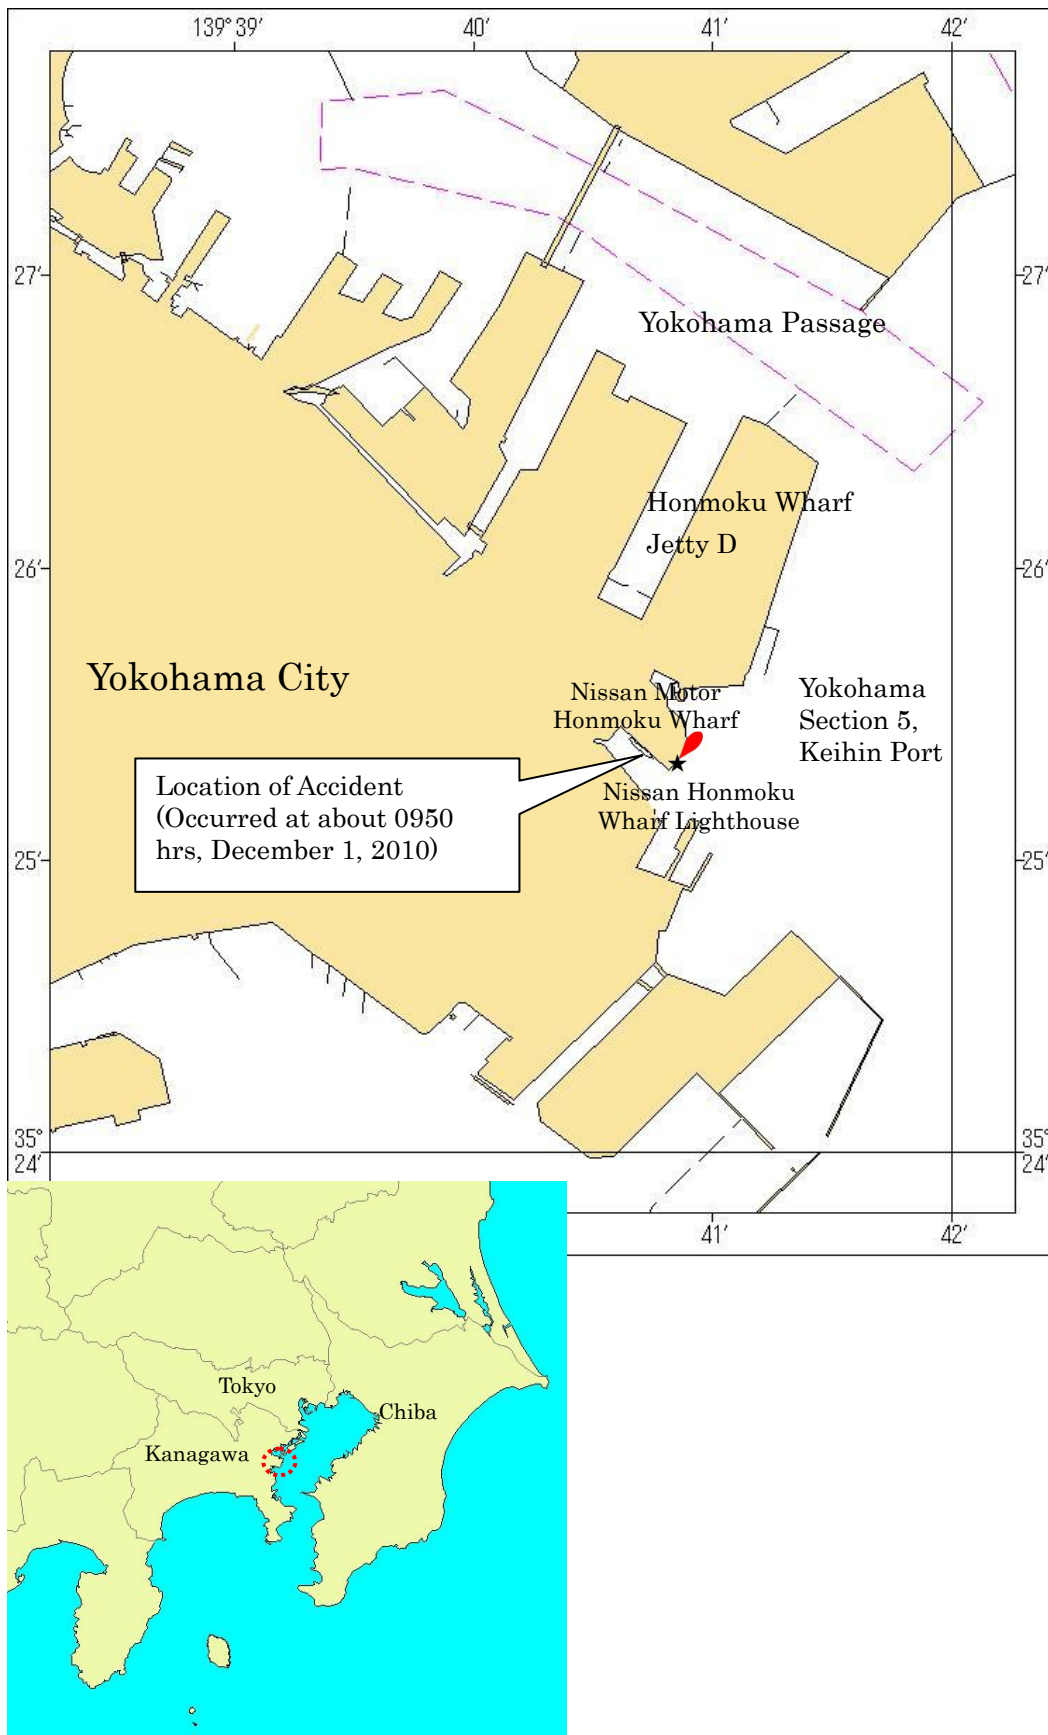 139°39′ 40′ 41′ 42′
27′ 27′
Yokohama Passage
Honmoku Wharf
Jetty D
26′ 26′
Yokohama City
Nissan Motor
Honmoku Wharf
Yokohama
Section 5,
Keihin Port
Location of Accident
(Occurred at about 0950
hrs, December 1, 2010)
Nissan Honmoku
Wharf Lighthouse
25′ 25′
35° 35°
24′ 24′
41′ 42′
Tokyo
Chiba
Kanagawa